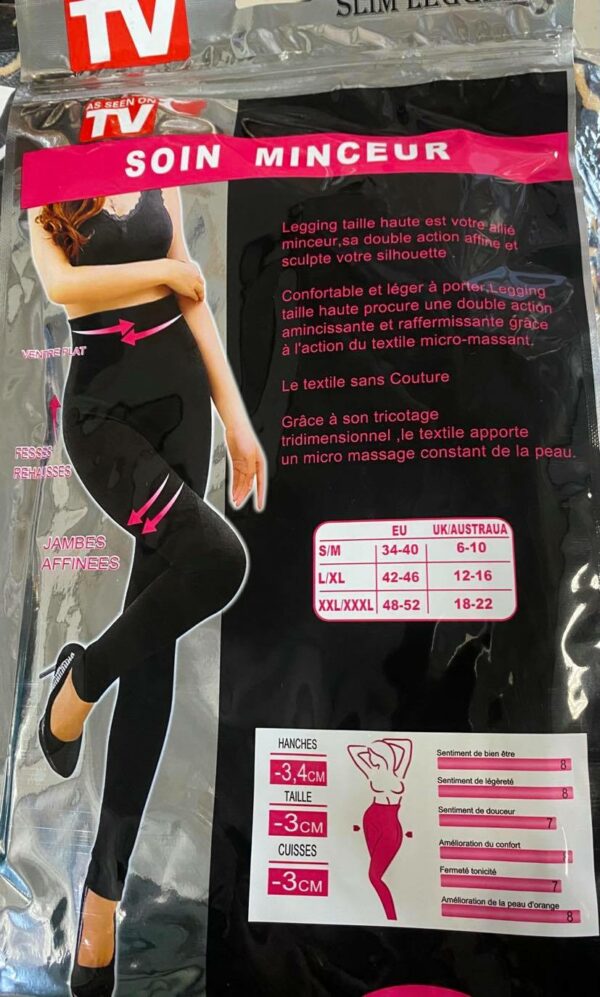 TV
SLIM
AS SEEN ON
TV
SOIN MINCEUR
Legging taille haute est votre allié
minceur,sa double action affine et
sculpte votre silhouette .
Confortable et léger à porter,Legging
taille haute procure une double action
amincissante et raffermissante grâce
à l'action du textile micro-massant.
Le textile sans Couture
Grâce à son tricotage
tridimensionnel ,le textile apporte
un micro massage constant de la peau.
VENTRE PLAT
FESSES
REHAUSSES
JAMBES
AFFINEES
EU UK/AUSTRAUA
S/M 34-40 6-10
L/XL 42-46 12-16
XXL/XXXL 48-52 18-22
HANCHES
-3,4CM
TAILLE
-3CM
CUISSES
-3CM
Sentiment de bien être
8
Sentiment de légèreté
8
Sentiment de douceur
7
Amélioration du confort
8
Fermeté tonicité
7
Amélioration de la peau d'orange
8